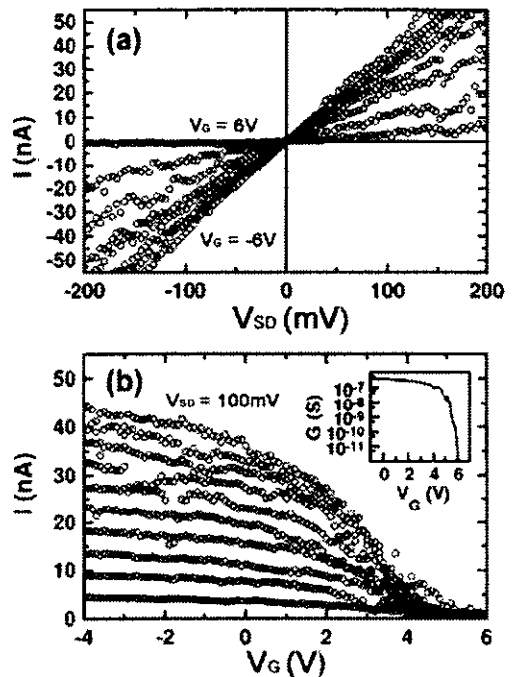 (a)
50
40
30
20
10
0
-10
-20
-30
-40
-50
I (nA)
V_G = 6V
V_G = -6V
-200 -100 0 100 200
V_SD (mV)
(b)
50
40
30
20
10
0
I (nA)
V_SD = 100mV
G (S)
10^-7
10^-8
10^-9
10^-10
10^-11
0 2 4 6
V_G (V)
-4 -2 0 2 4 6
V_G (V)